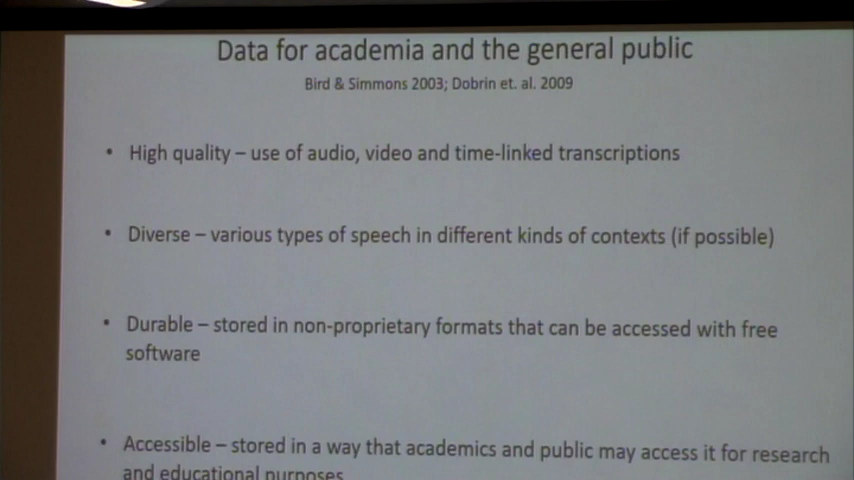 Data for academia and the general public
Bird & Simmons 2003; Dobrin et. al. 2009
• High quality – use of audio, video and time-linked transcriptions
• Diverse – various types of speech in different kinds of contexts (if possible)
• Durable – stored in non-proprietary formats that can be accessed with free
software
• Accessible – stored in a way that academics and public may access it for research
and educational purposes